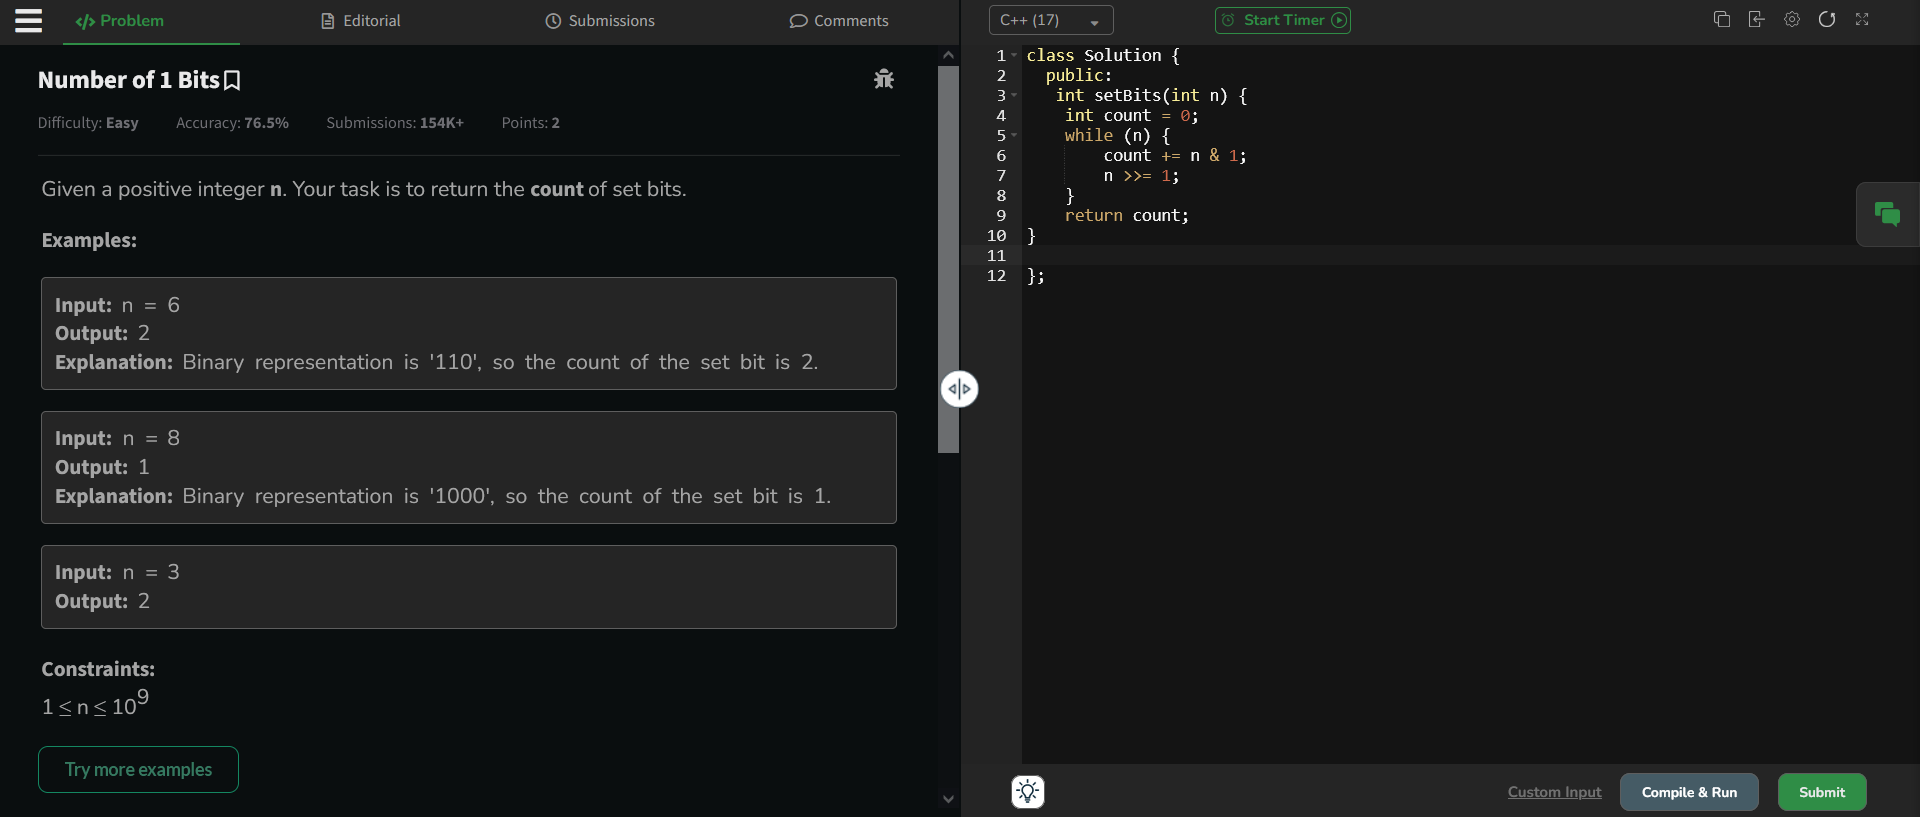 </> Problem
Editorial
Submissions
Comments
Number of 1 Bits
Difficulty: Easy Accuracy: 76.5% Submissions: 154K+ Points: 2
Given a positive integer n. Your task is to return the count of set bits.
Examples:
Input: n = 6
Output: 2
Explanation: Binary representation is '110', so the count of the set bit is 2.
Input: n = 8
Output: 1
Explanation: Binary representation is '1000', so the count of the set bit is 1.
Input: n = 3
Output: 2
Constraints:
1 ≤ n ≤ 10⁹
Try more examples
C++ (17)
Start Timer
1 class Solution {
2   public:
3    int setBits(int n) {
4     int count = 0;
5     while (n) {
6         count += n & 1;
7         n >>= 1;
8     }
9     return count;
10 }
11
12 };
Custom Input
Compile & Run
Submit